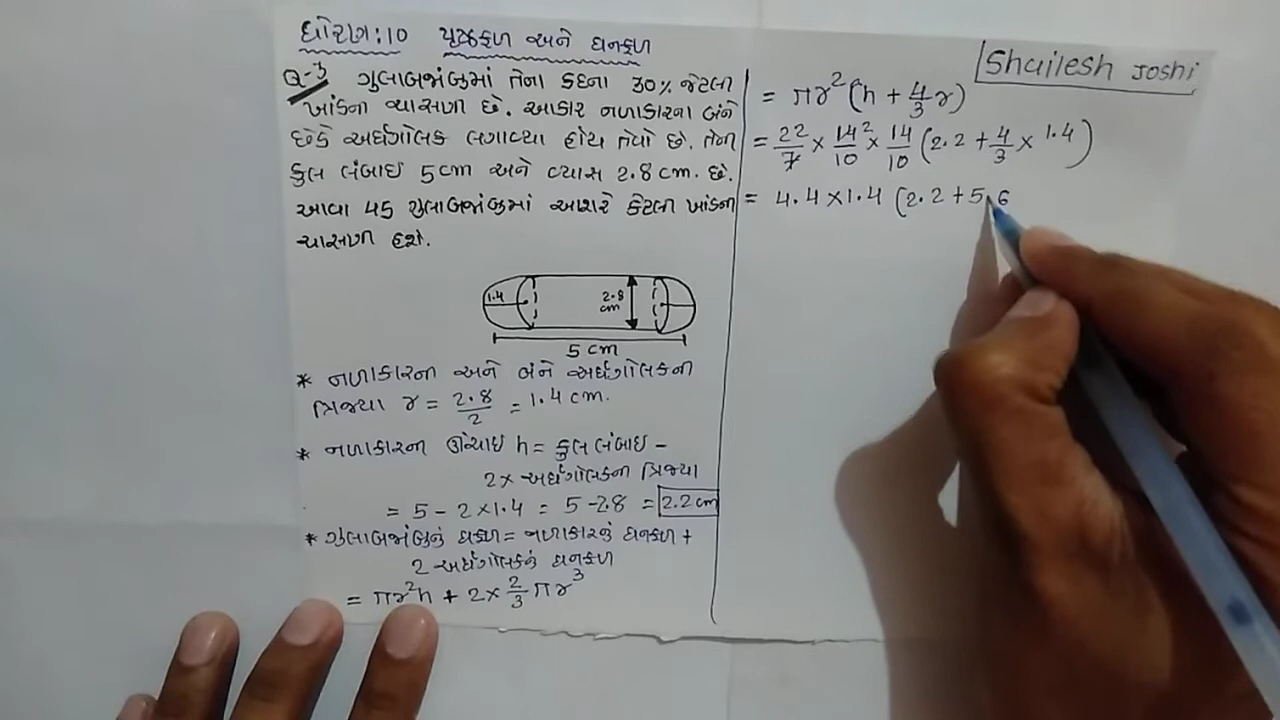 ધોરણ:10 પૃષ્ઠફળ અને ઘનફળ
Shailesh Joshi
Q-3 ગુલાબજાંબુમાં તેના કદના 30% જેટલી
ખાંડની ચાસણી છે. આકાર નળાકારના બંને
છેડે અર્ધગોલક લગાવ્યા હોય તેવો છે. તેની
કુલ લંબાઇ 5cm અને વ્યાસ 2.8 cm. છે.
આવા 45 ગુલાબજાંબુમાં આશરે કેટલી ખાંડની
ચાસણી હશે.
1.4
2.8
cm
5 cm
* નળાકારની અને બંને અર્ધગોલકની
ત્રિજ્યા r = 2.8/2 = 1.4 cm.
* નળાકારની ઊંચાઇ h = કુલ લંબાઇ -
2 × અર્ધગોલકની ત્રિજ્યા
= 5 - 2 × 1.4 = 5 - 2.8 = 2.2 cm
* ગુલાબજાંબુનું ઘનફળ = નળાકારનું ઘનફળ +
2 અર્ધગોલકનું ઘનફળ
= πr²h + 2 × 2/3 πr³
= πr² (h + 4/3 r)
= 22/7 × 14²/10 × 14/10 (2.2 + 4/3 × 1.4)
= 4.4 × 1.4 (2.2 + 5.6